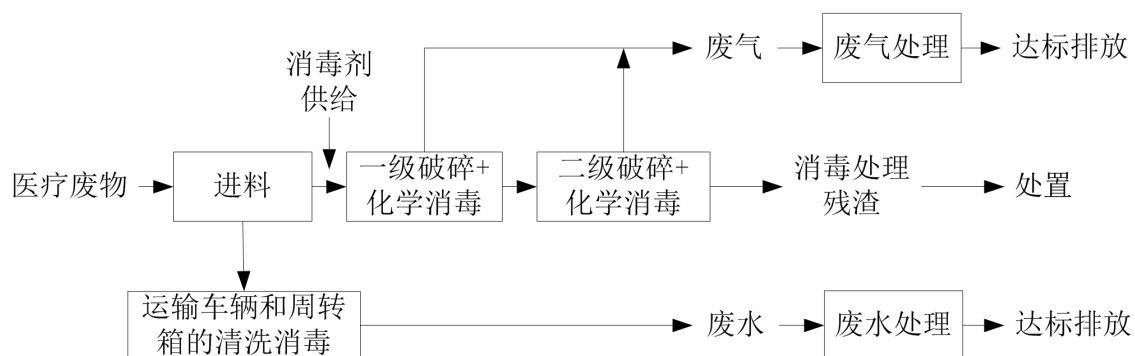 废气
废气处理
达标排放
消毒剂
供给
医疗废物
进料
一级破碎+
化学消毒
二级破碎+
化学消毒
消毒处理
残渣
处置
运输车辆和周转
箱的清洗消毒
废水
废水处理
达标排放